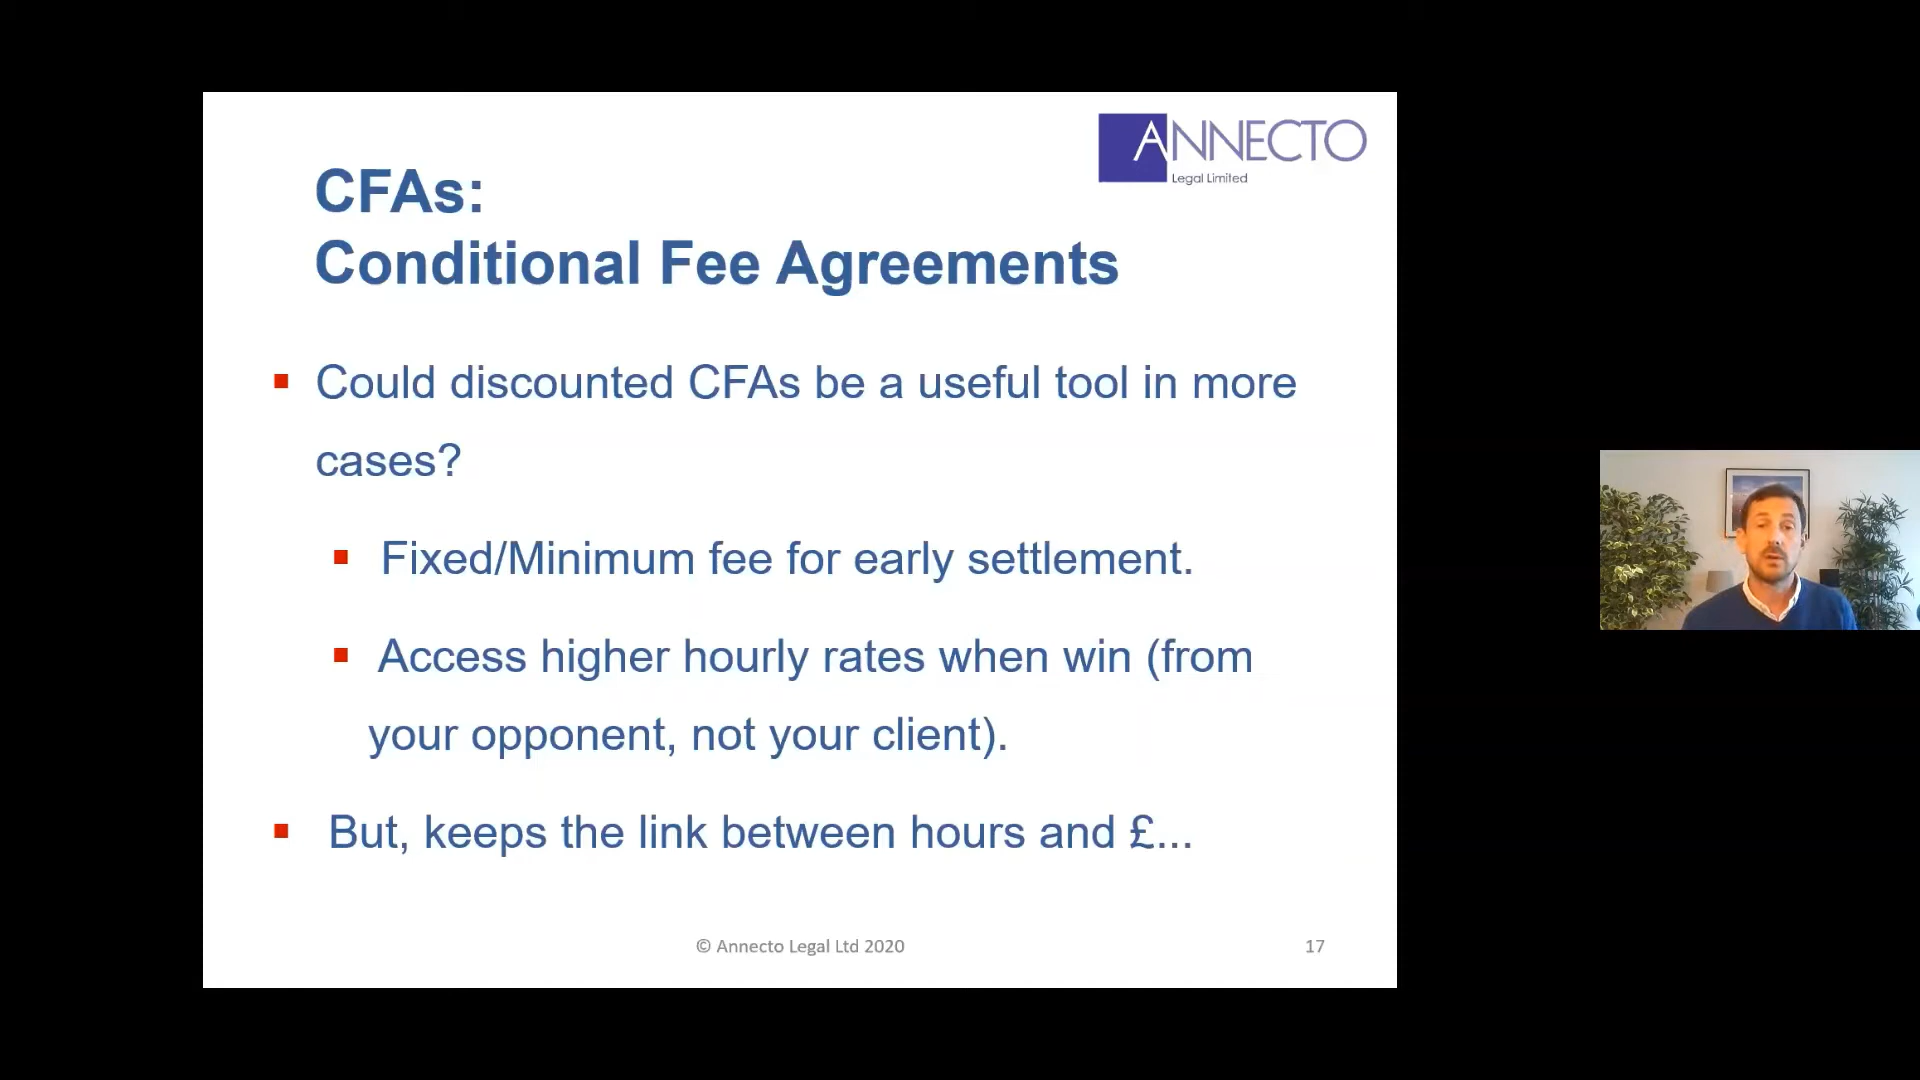 ANNECTO
Legal Limited
CFAs:
Conditional Fee Agreements
Could discounted CFAs be a useful tool in more
cases?
Fixed/Minimum fee for early settlement.
Access higher hourly rates when win (from
your opponent, not your client).
But, keeps the link between hours and £...
© Annecto Legal Ltd 2020
17